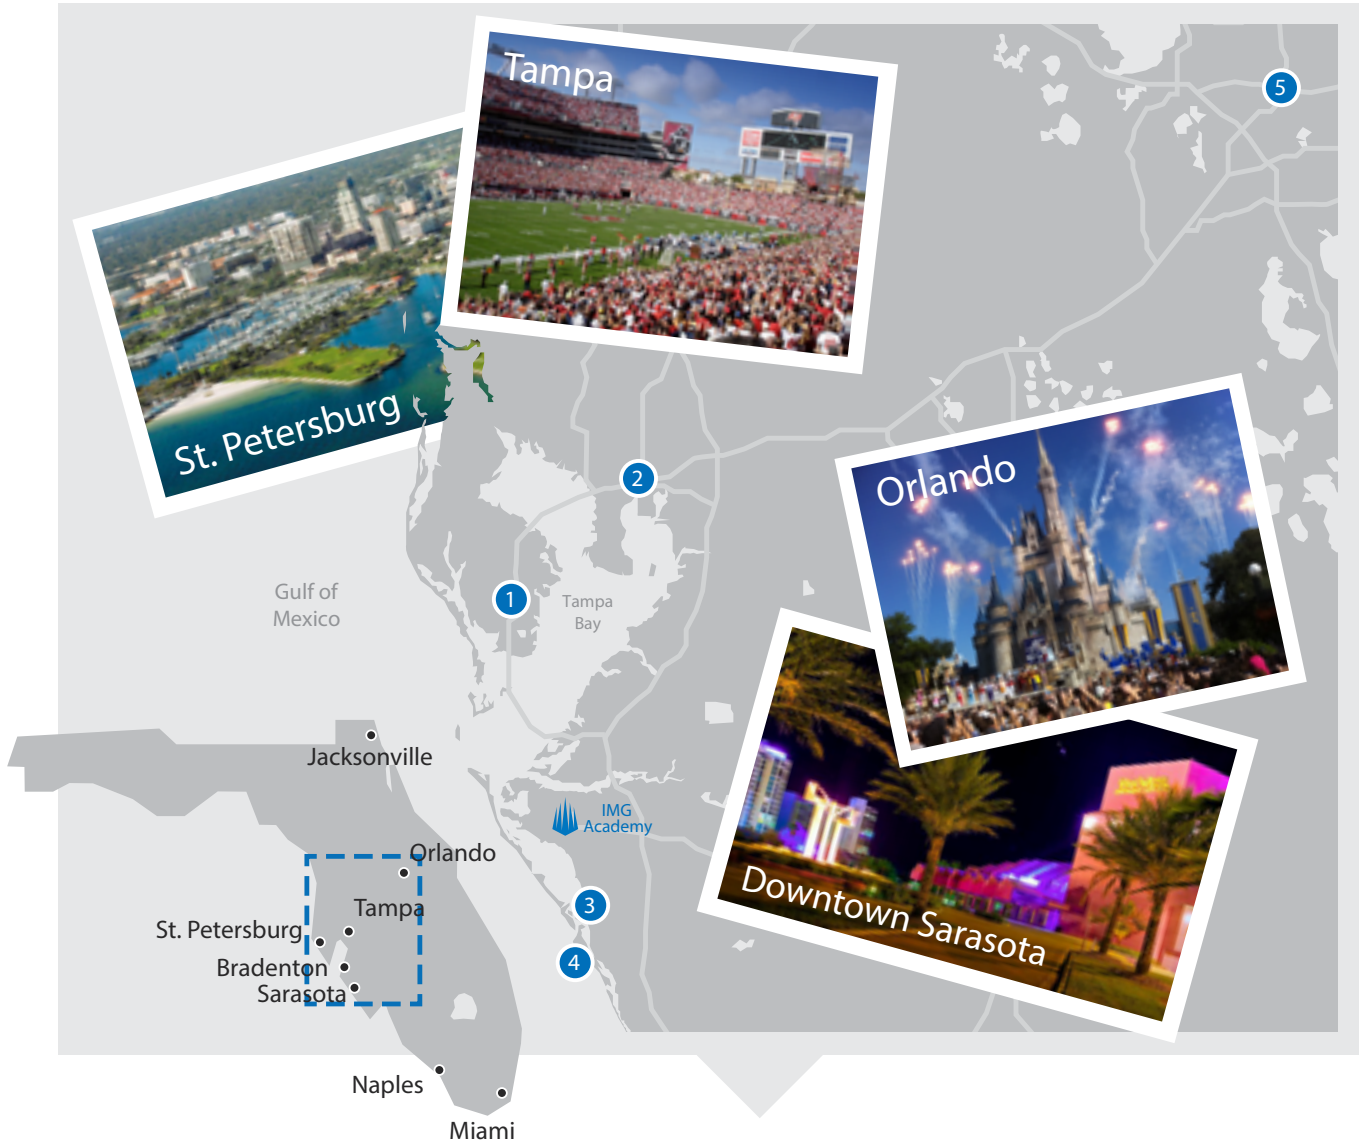 Tampa
5
St. Petersburg
Orlando
2
Gulf of
Mexico
1
Tampa
Bay
Jacksonville
IMG
Academy
Orlando
Downtown Sarasota
3
Tampa
St. Petersburg
4
Bradenton
Sarasota
Naples
Miami